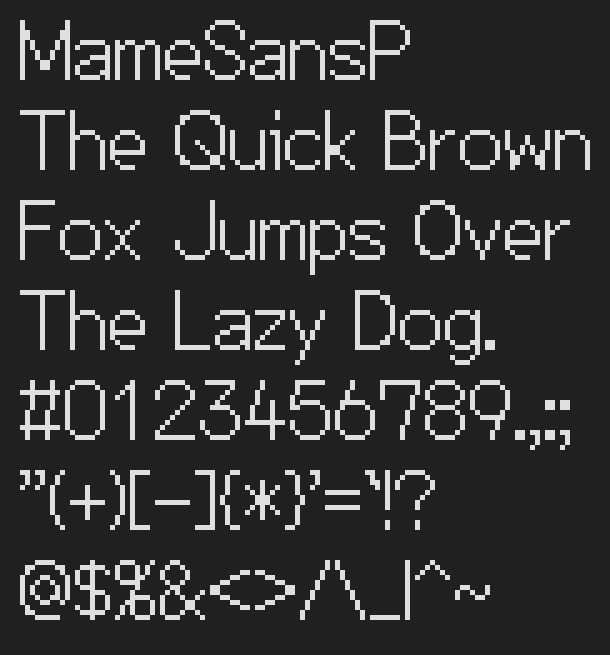 MameSansP
The Quick Brown
Fox Jumps Over
The Lazy Dog.
#0123456789.,:;
"(+)[-]{*}'=`!?
@$%&<>/\_|^~